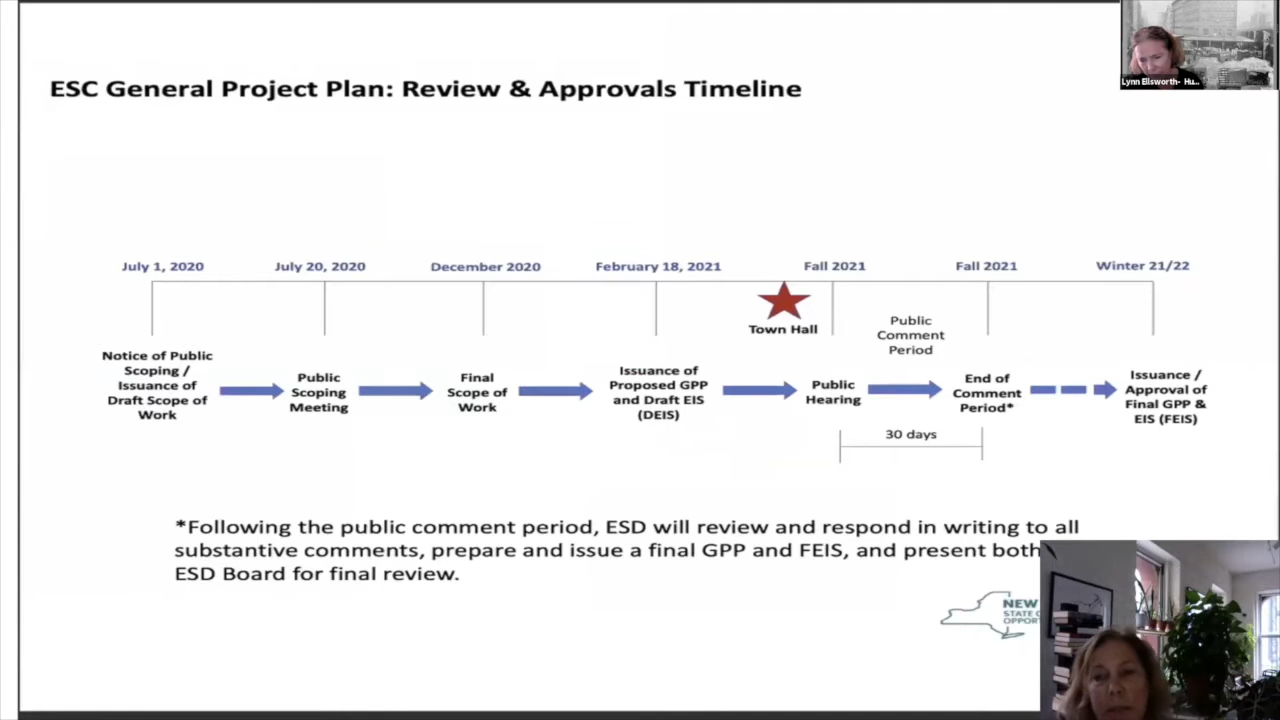 Lynn Ellsworth- Hu...
ESC General Project Plan: Review & Approvals Timeline
July 1, 2020
July 20, 2020
December 2020
February 18, 2021
Fall 2021
Fall 2021
Winter 21/22
Town Hall
Public
Comment
Period
Notice of Public
Scoping /
Issuance of
Draft Scope of
Work
Public
Scoping
Meeting
Final
Scope of
Work
Issuance of
Proposed GPP
and Draft EIS
(DEIS)
Public
Hearing
End of
Comment
Period*
Issuance /
Approval of
Final GPP &
EIS (FEIS)
30 days
*Following the public comment period, ESD will review and respond in writing to all
substantive comments, prepare and issue a final GPP and FEIS, and present both
ESD Board for final review.
NEW
STATE
OPPOR